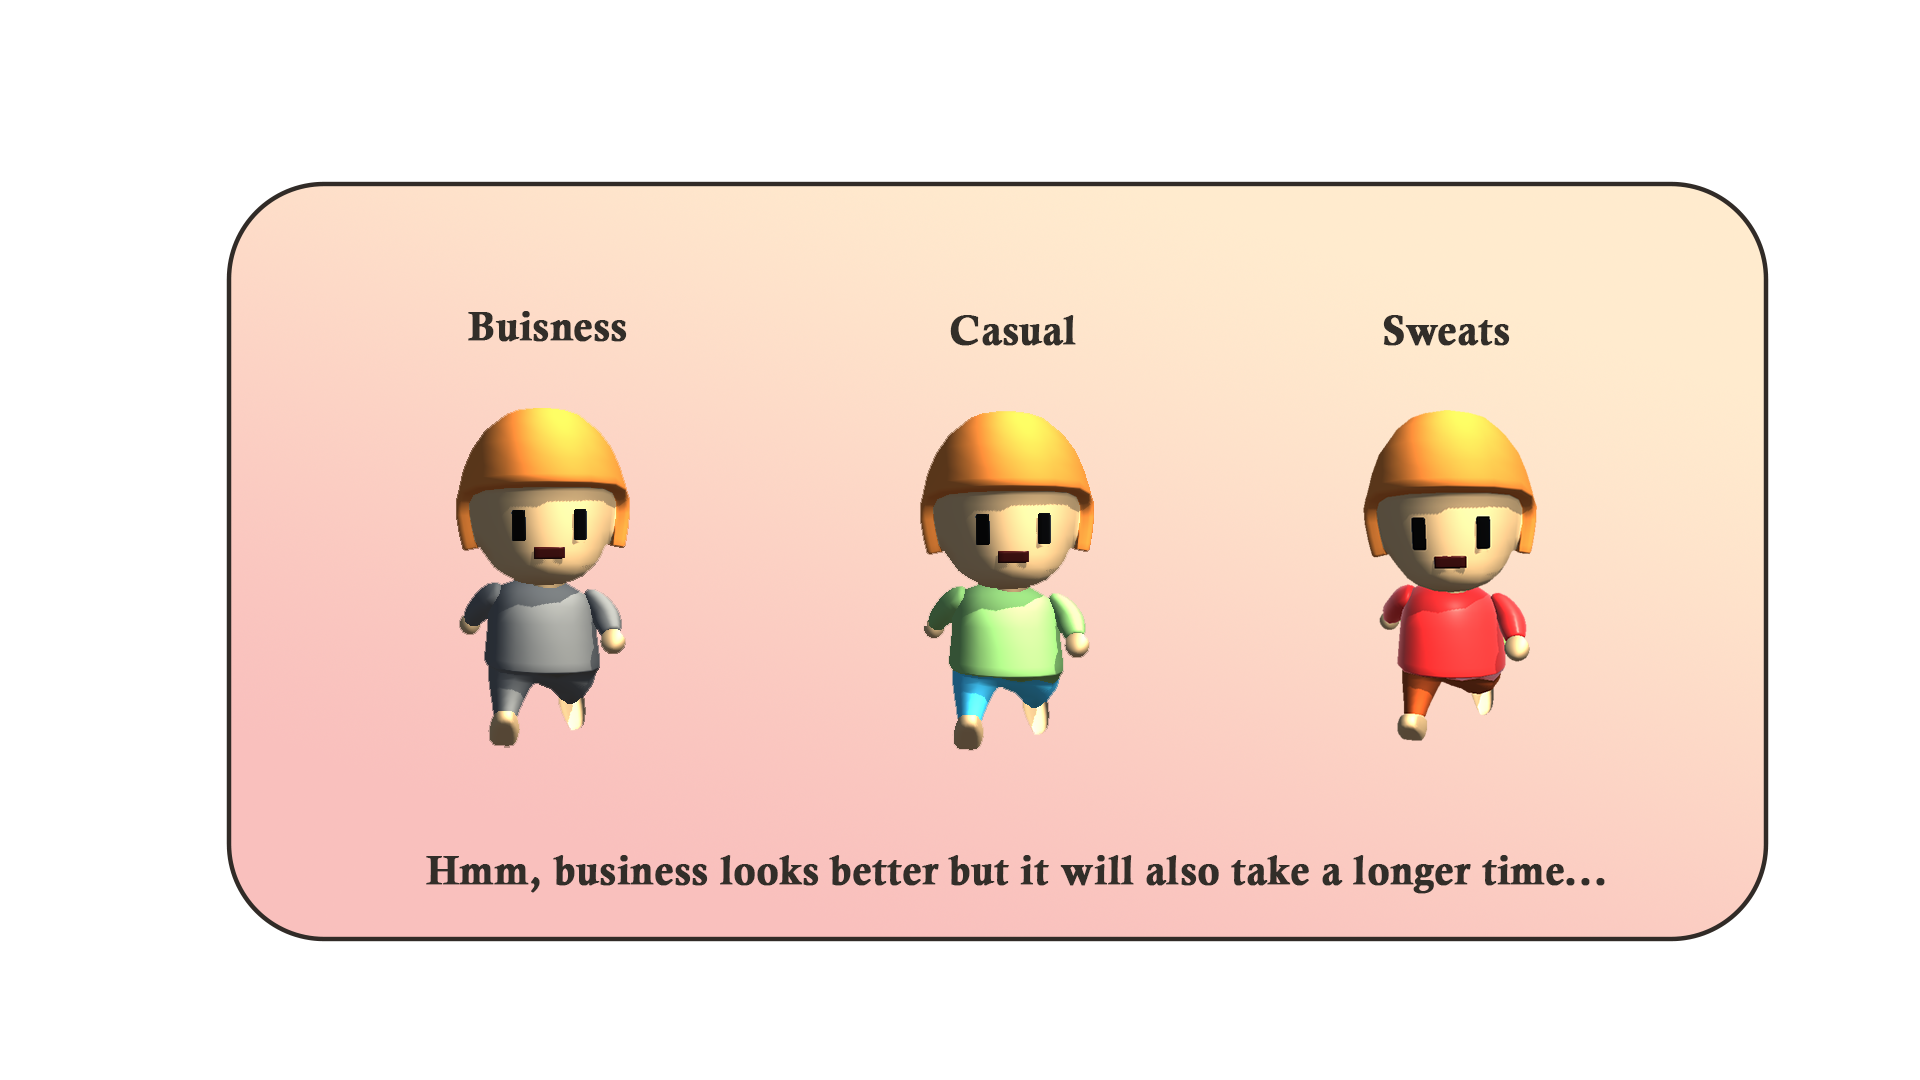 Buisness
Casual
Sweats
Hmm, business looks better but it will also take a longer time...